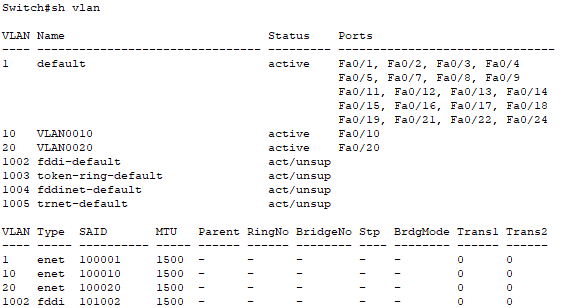 Switch#sh vlan
VLAN Name                             Status    Ports
---- -------------------------------- --------- -------------------------------
1    default                          active    Fa0/1, Fa0/2, Fa0/3, Fa0/4
                                                Fa0/5, Fa0/7, Fa0/8, Fa0/9
                                                Fa0/11, Fa0/12, Fa0/13, Fa0/14
                                                Fa0/15, Fa0/16, Fa0/17, Fa0/18
                                                Fa0/19, Fa0/21, Fa0/22, Fa0/24
10   VLAN0010                         active    Fa0/10
20   VLAN0020                         active    Fa0/20
1002 fddi-default                     act/unsup
1003 token-ring-default               act/unsup
1004 fddinet-default                  act/unsup
1005 trnet-default                    act/unsup
VLAN Type  SAID       MTU   Parent RingNo BridgeNo Stp  BrdgMode Trans1 Trans2
---- ----- ---------- ----- ------ ------ -------- ---- -------- ------ ------
1    enet  100001     1500  -      -      -        -    -        0      0
10   enet  100010     1500  -      -      -        -    -        0      0
20   enet  100020     1500  -      -      -        -    -        0      0
1002 fddi  101002     1500  -      -      -        -    -        0      0